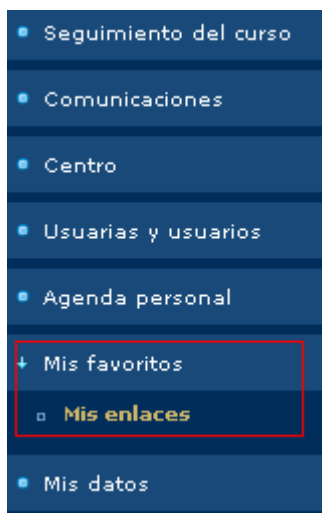 Seguimiento del curso
Comunicaciones
Centro
Usuarias y usuarios
Agenda personal
Mis favoritos
Mis enlaces
Mis datos